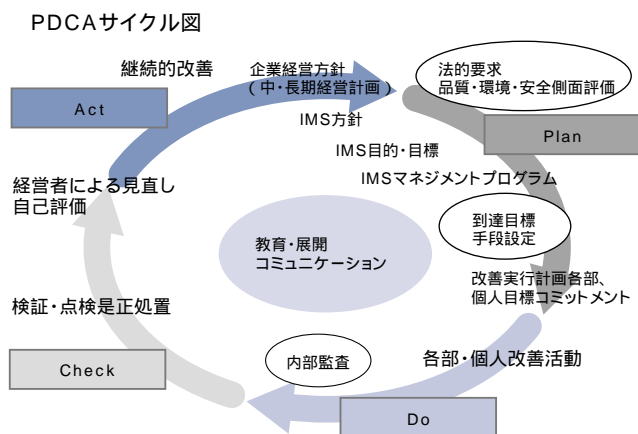 PDCAサイクル図
継続的改善
Act
企業経営方針
(中・長期経営計画)
IMS方針
法的要求
品質・環境・安全側面評価
Plan
IMS目的・目標
IMSマネジメントプログラム
到達目標
手段設定
改善実行計画各部、
個人目標コミットメント
教育・展開
コミュニケーション
各部・個人改善活動
Do
内部監査
検証・点検是正処置
Check
経営者による見直し
自己評価